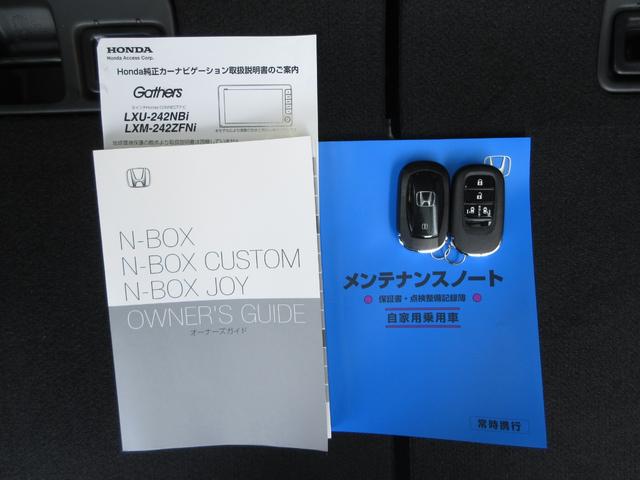 HONDA
Honda Access Corp.
Honda純正カーナビゲーション取扱説明書のご案内
Gathers
LXU-242NBi
LXM-242ZFNi
N-BOX
N-BOX CUSTOM
N-BOX JOY
OWNER'S GUIDE
オーナーズガイド
メンテナンスノート
保証書・点検整備記録簿
自家用乗用車
常時携行